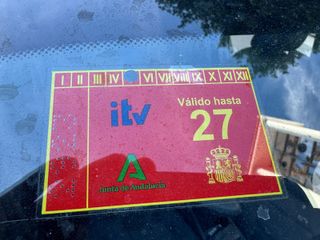 I II III IV VI VII VIII IX X XI XII
itv
Válido hasta
27
Junta de Andalucía